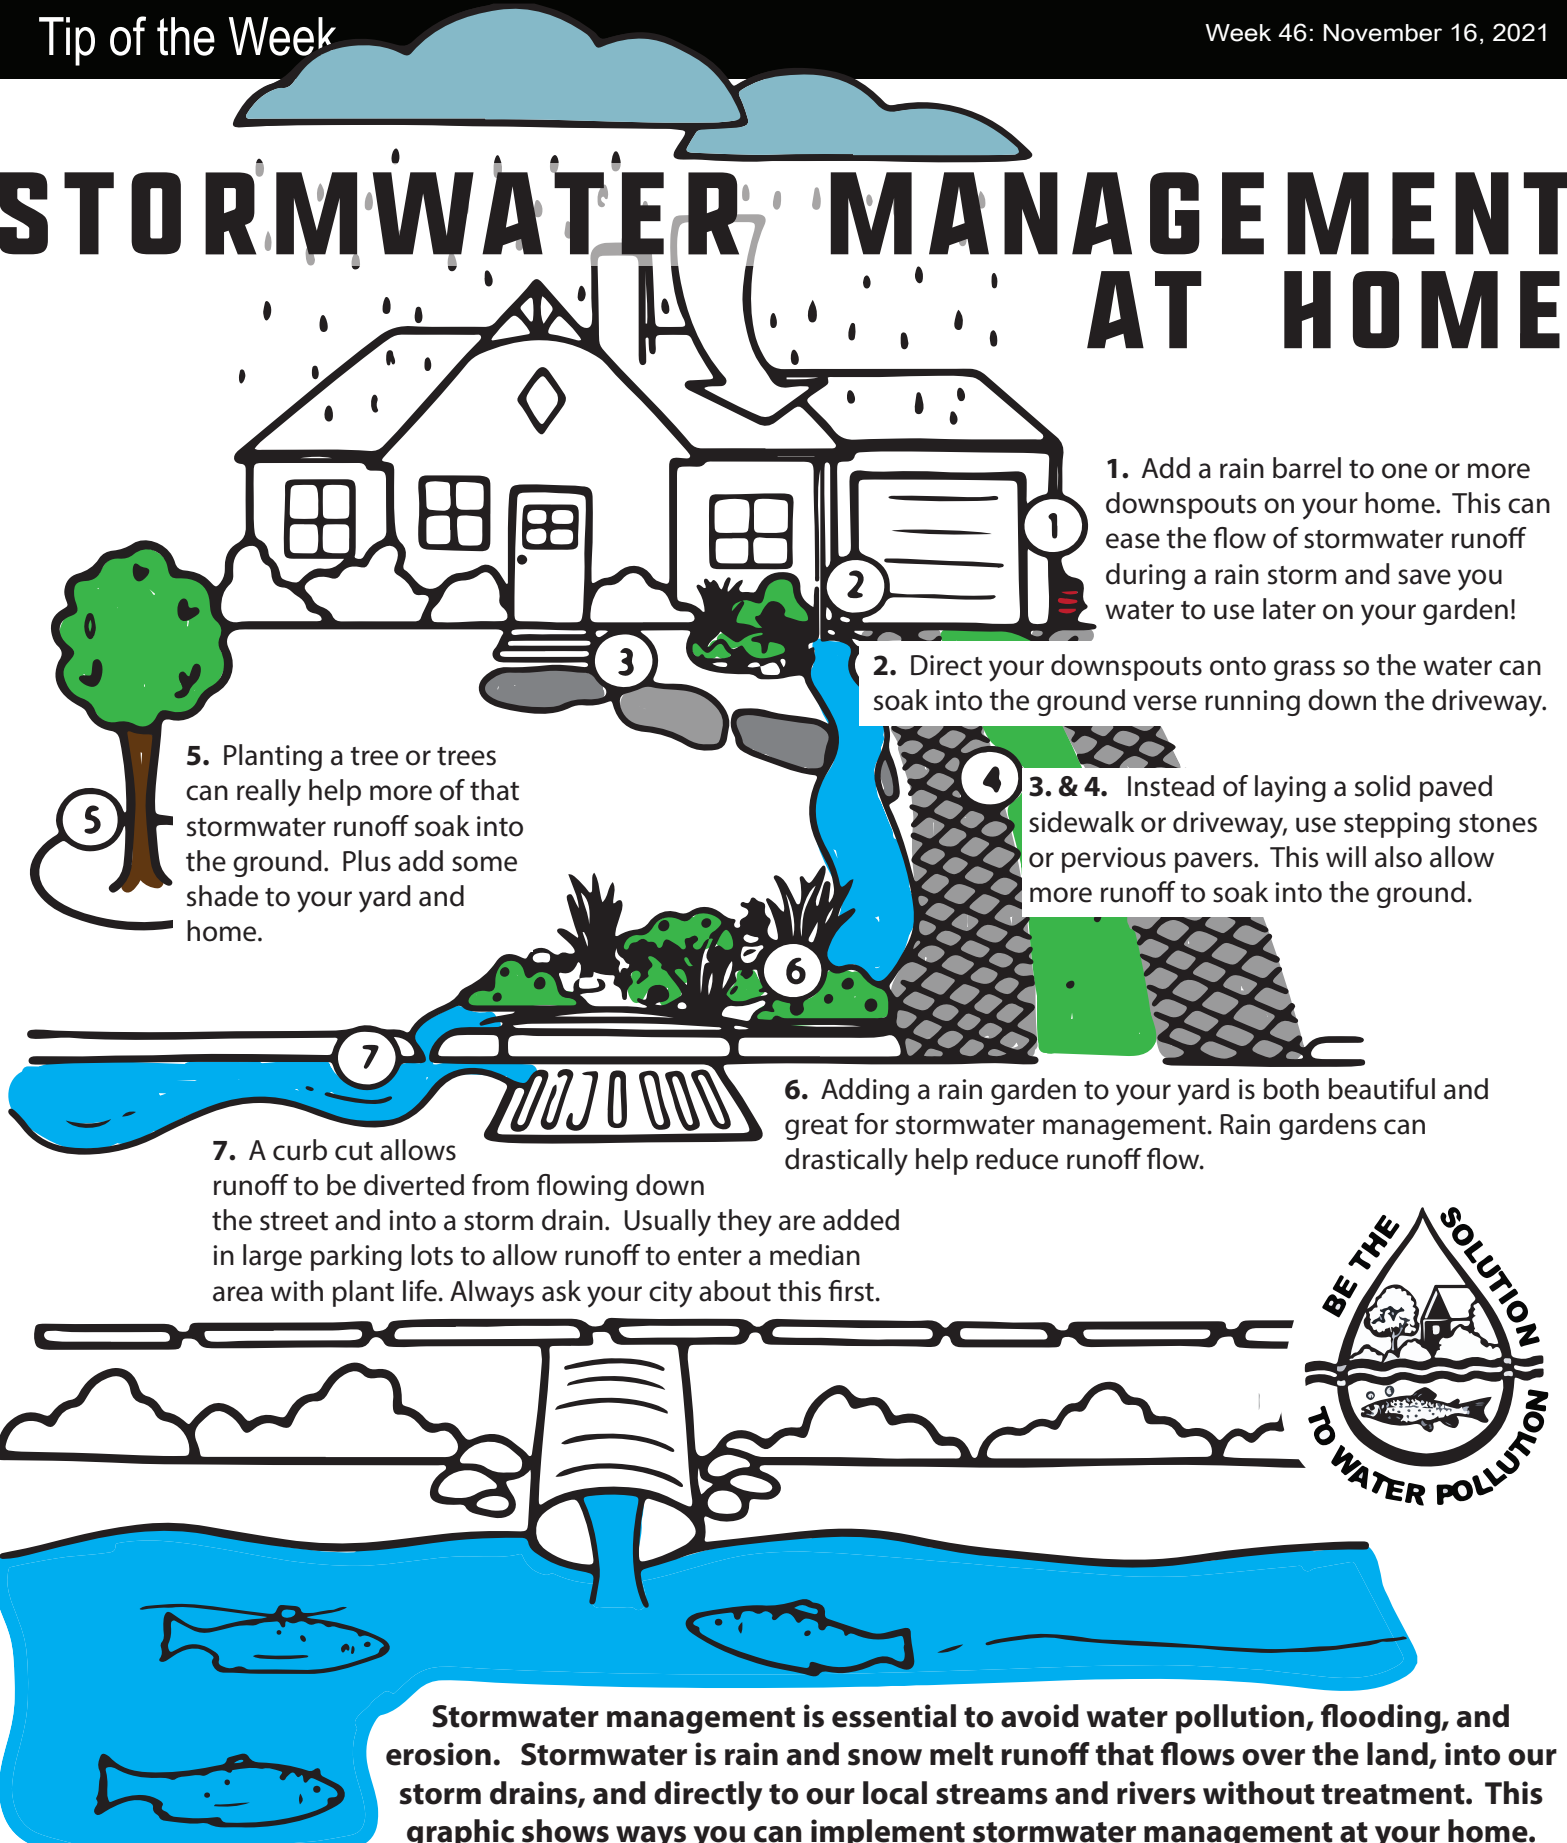 Tip of the Week
Week 46: November 16, 2021
STORMWATER MANAGEMENT
AT HOME
1. Add a rain barrel to one or more
downspouts on your home. This can
ease the flow of stormwater runoff
during a rain storm and save you
water to use later on your garden!
1
2
2. Direct your downspouts onto grass so the water can
soak into the ground verse running down the driveway.
3
4
3. & 4. Instead of laying a solid paved
sidewalk or driveway, use stepping stones
or pervious pavers. This will also allow
more runoff to soak into the ground.
5. Planting a tree or trees
can really help more of that
stormwater runoff soak into
the ground. Plus add some
shade to your yard and
home.
5
6
7
6. Adding a rain garden to your yard is both beautiful and
great for stormwater management. Rain gardens can
drastically help reduce runoff flow.
7. A curb cut allows
runoff to be diverted from flowing down
the street and into a storm drain. Usually they are added
in large parking lots to allow runoff to enter a median
area with plant life. Always ask your city about this first.
BE THE SOLUTION
TO WATER POLLUTION
Stormwater management is essential to avoid water pollution, flooding, and
erosion. Stormwater is rain and snow melt runoff that flows over the land, into our
storm drains, and directly to our local streams and rivers without treatment. This
graphic shows ways you can implement stormwater management at your home.